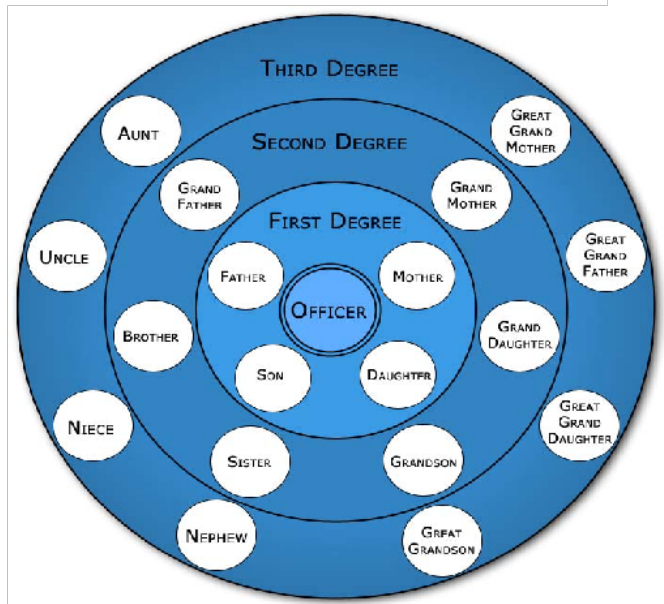 THIRD DEGREE
AUNT
GREAT
GRAND
MOTHER
SECOND DEGREE
GRAND
FATHER
GRAND
MOTHER
FIRST DEGREE
UNCLE
GREAT
GRAND
FATHER
FATHER
MOTHER
OFFICER
BROTHER
GRAND
DAUGHTER
SON
DAUGHTER
NIECE
GREAT
GRAND
DAUGHTER
SISTER
GRANDSON
NEPHEW
GREAT
GRANDSON